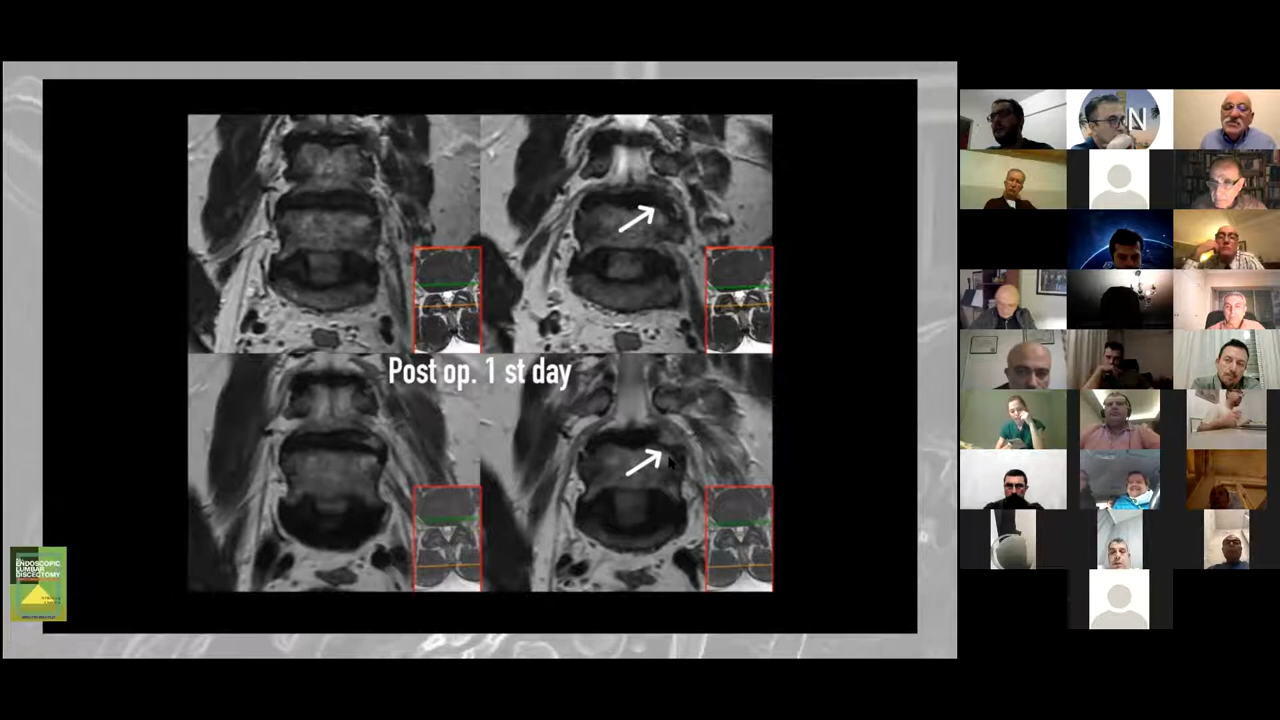 Post op. 1 st day
N
ENDOSCOPIC
LUMBAR
DISCECTOMY